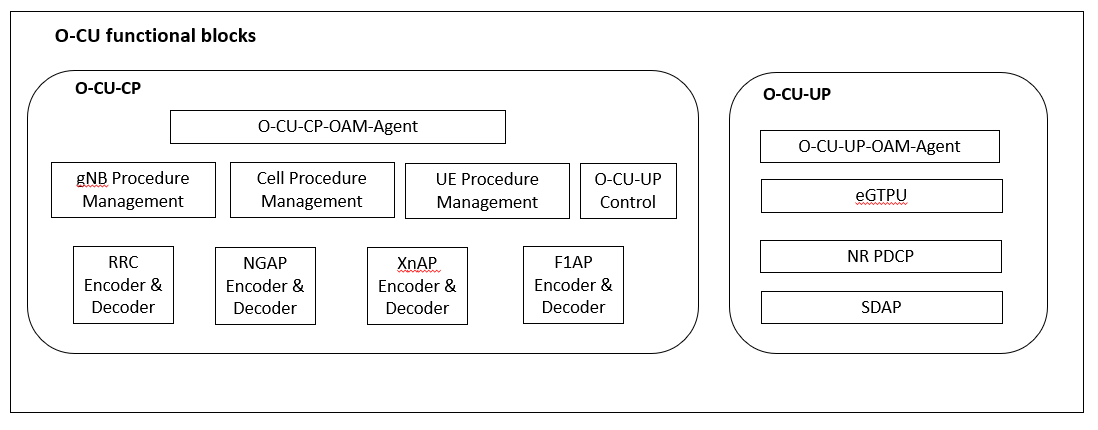 O-CU functional blocks
O-CU-CP
O-CU-CP-OAM-Agent
gNB Procedure
Management
Cell Procedure
Management
UE Procedure
Management
O-CU-UP
Control
RRC
Encoder &
Decoder
NGAP
Encoder &
Decoder
XnAP
Encoder &
Decoder
F1AP
Encoder &
Decoder
O-CU-UP
O-CU-UP-OAM-Agent
eGTPU
NR PDCP
SDAP